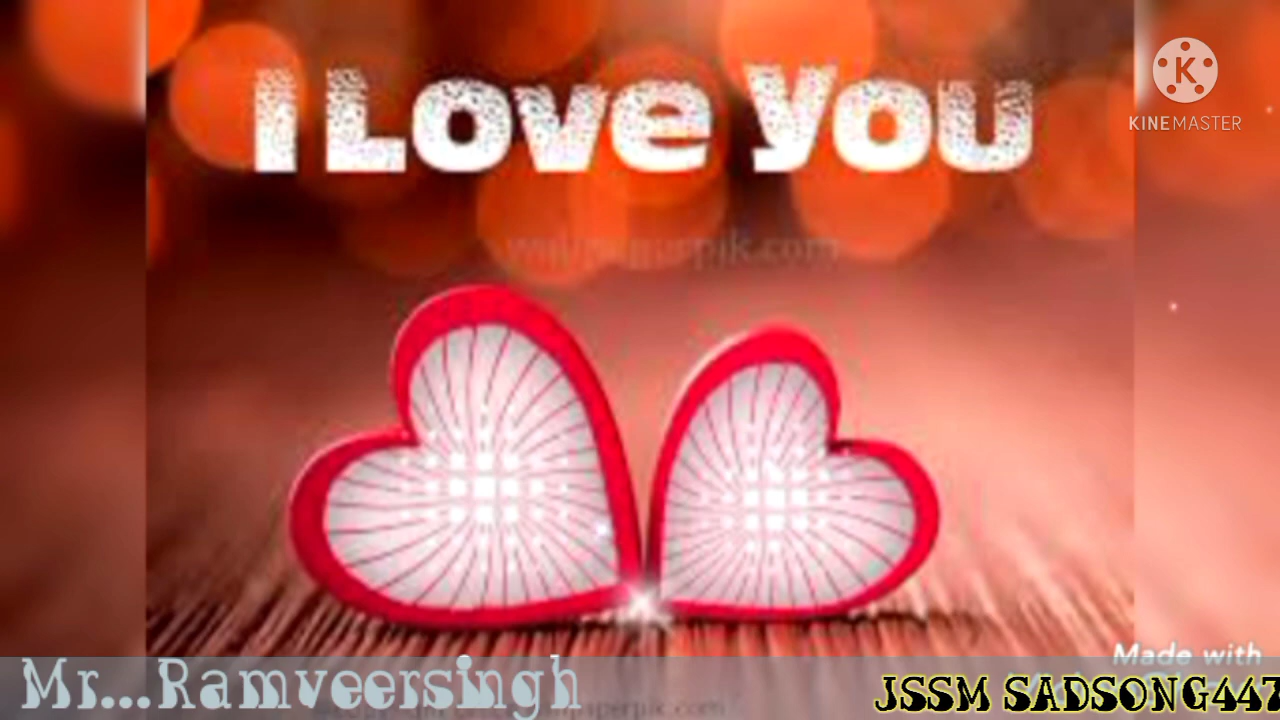 I Love You
KINEMASTER
Made with
Mr...Ramveersingh
JSSM SADSONG447